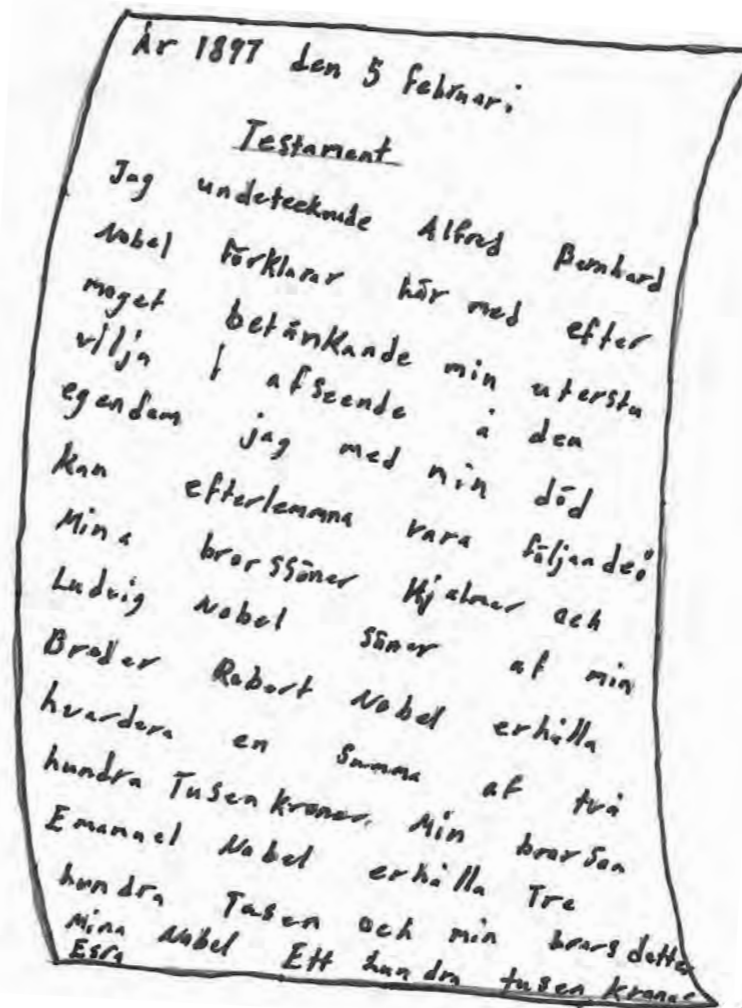 År 1897 den 5 februari
Testament
Jag undeteeknade Alfred Bernhard
Nobel förklarar här med efter
moget betänkande min utersta
vilja i afseende å den
egendom jag med min död
kan efterlemmna vara följande:
Mina brorssöner Hjalmer och
Ludvig Nobel söner af min
Broder Robert Nobel erhålla
hvardera en summa af två
hundra Tusen kronor. Min brorson
Emanuel Nobel erhålla Tre
hundra Tusen och min brorsdotter
Mina Nobel Ett hundra tusen kronor